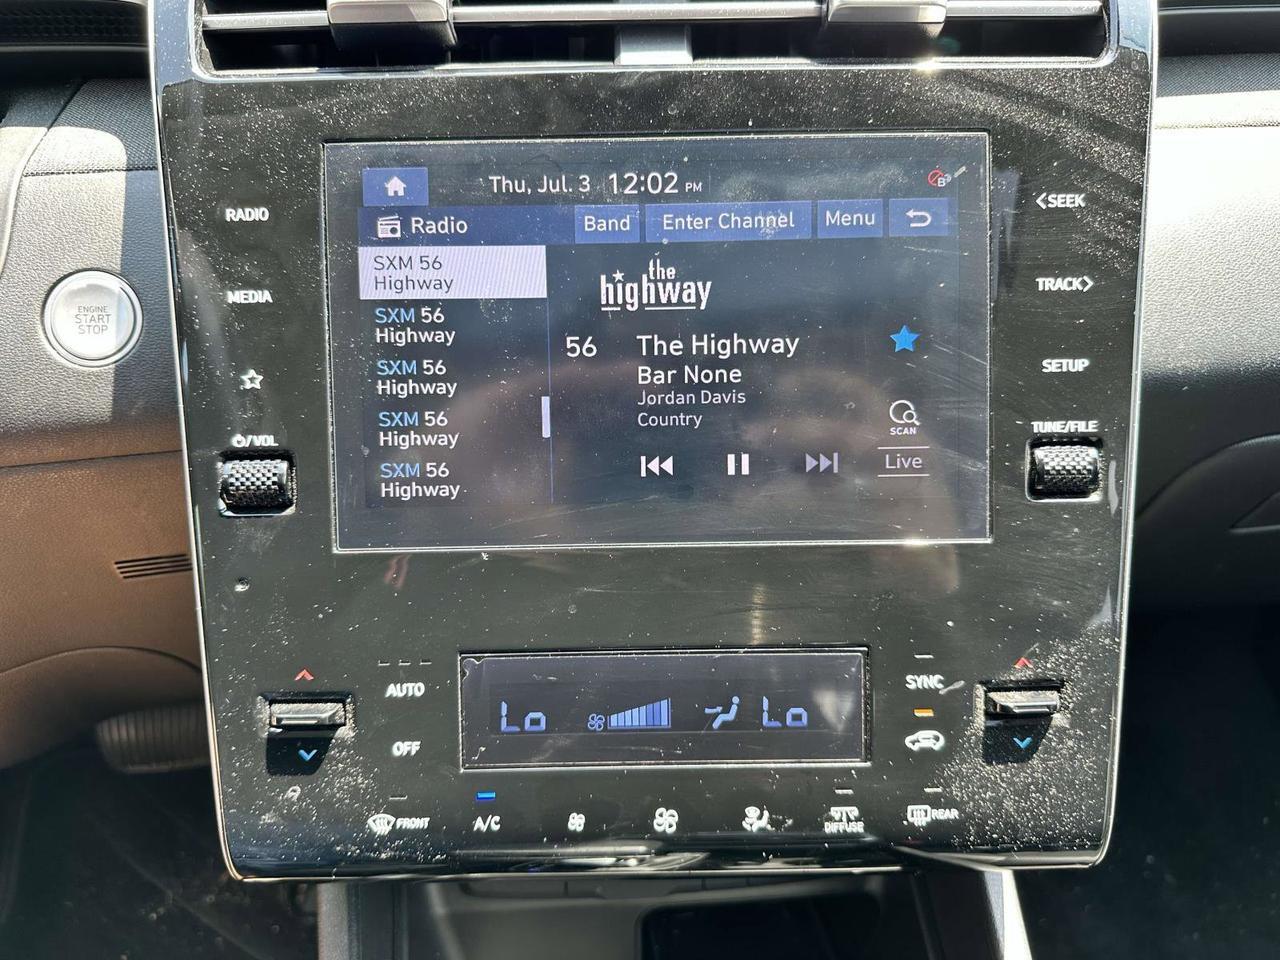 Thu, Jul. 3 12:02 PM
B
RADIO
MEDIA
ENGINE
START
STOP
⏻/VOL
Radio
Band
Enter Channel
Menu
SXM 56
Highway
SXM 56
Highway
SXM 56
Highway
SXM 56
Highway
SXM 56
Highway
the
highway
56
The Highway
Bar None
Jordan Davis
Country
SCAN
Live
<SEEK
TRACK>
SETUP
TUNE/FILE
AUTO
OFF
Lo
Lo
SYNC
FRONT
A/C
DIFFUSE
REAR